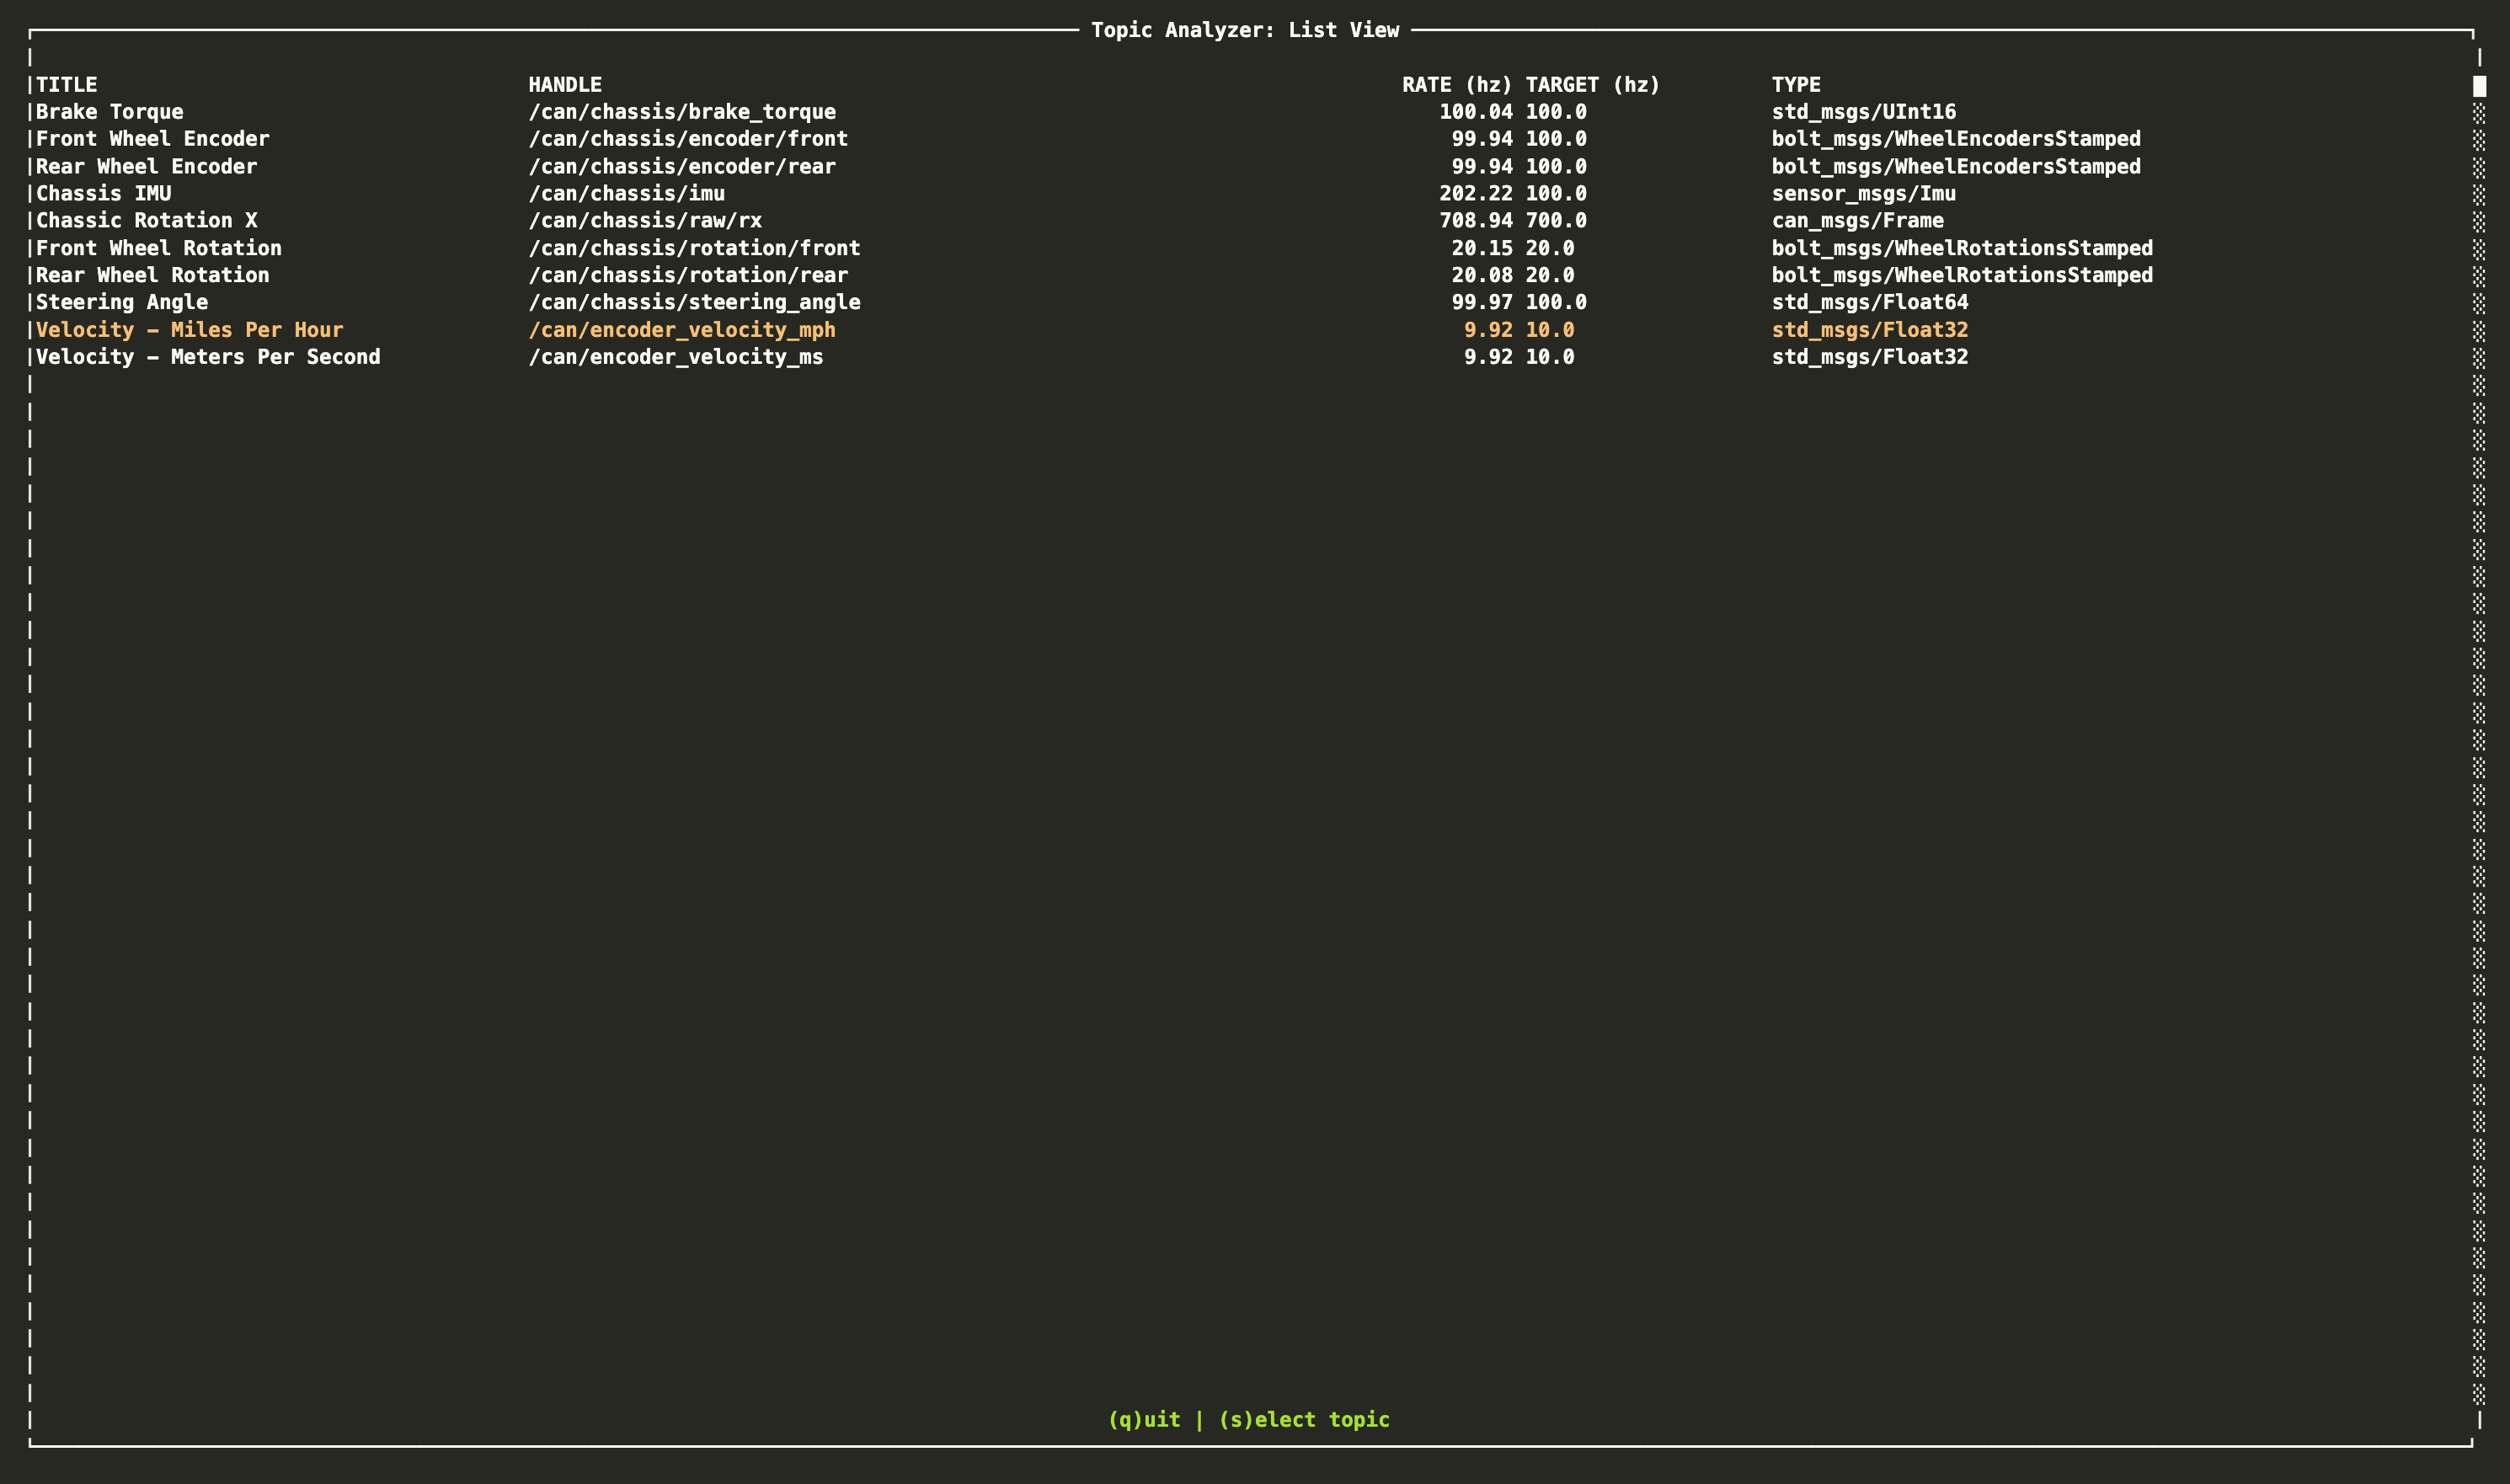 Topic Analyzer: List View
TITLE HANDLE RATE (hz) TARGET (hz) TYPE
Brake Torque /can/chassis/brake_torque 100.04 100.0 std_msgs/UInt16
Front Wheel Encoder /can/chassis/encoder/front 99.94 100.0 bolt_msgs/WheelEncodersStamped
Rear Wheel Encoder /can/chassis/encoder/rear 99.94 100.0 bolt_msgs/WheelEncodersStamped
Chassis IMU /can/chassis/imu 202.22 100.0 sensor_msgs/Imu
Chassic Rotation X /can/chassis/raw/rx 708.94 700.0 can_msgs/Frame
Front Wheel Rotation /can/chassis/rotation/front 20.15 20.0 bolt_msgs/WheelRotationsStamped
Rear Wheel Rotation /can/chassis/rotation/rear 20.08 20.0 bolt_msgs/WheelRotationsStamped
Steering Angle /can/chassis/steering_angle 99.97 100.0 std_msgs/Float64
Velocity – Miles Per Hour /can/encoder_velocity_mph 9.92 10.0 std_msgs/Float32
Velocity – Meters Per Second /can/encoder_velocity_ms 9.92 10.0 std_msgs/Float32
(q)uit | (s)elect topic